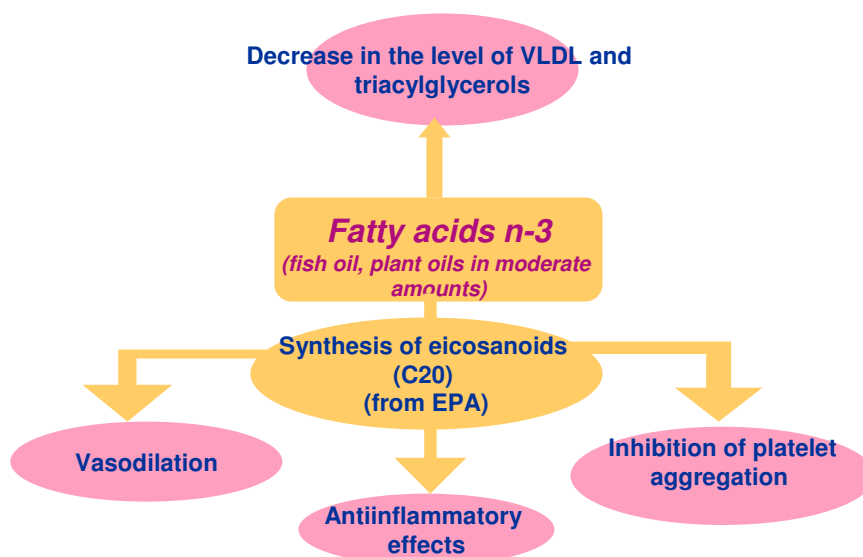 Decrease in the level of VLDL and
triacylglycerols
Fatty acids n-3
(fish oil, plant oils in moderate
amounts)
Synthesis of eicosanoids
(C20)
(from EPA)
Vasodilation
Inhibition of platelet
aggregation
Antiinflammatory
effects